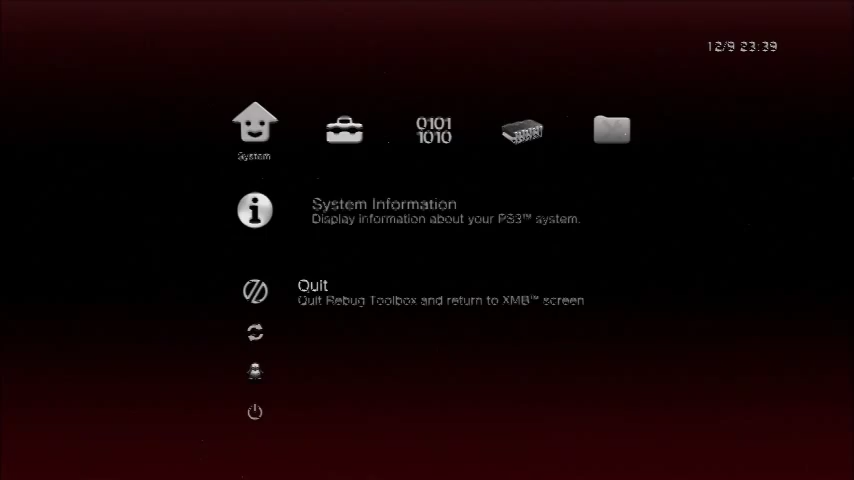 12/9 23:39
0101
1010
System
System Information
Display information about your PS3™ system.
Quit
Quit Rebug Toolbox and return to XMB™ screen